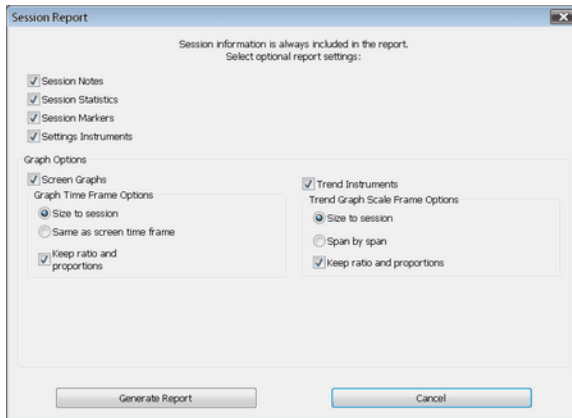 Session Report
Session information is always included in the report.
Select optional report settings:
Session Notes
Session Statistics
Session Markers
Settings Instruments
Graph Options
Screen Graphs
Graph Time Frame Options
Size to session
Same as screen time frame
Keep ratio and
proportions
Trend Instruments
Trend Graph Scale Frame Options
Size to session
Span by span
Keep ratio and proportions
Generate Report
Cancel